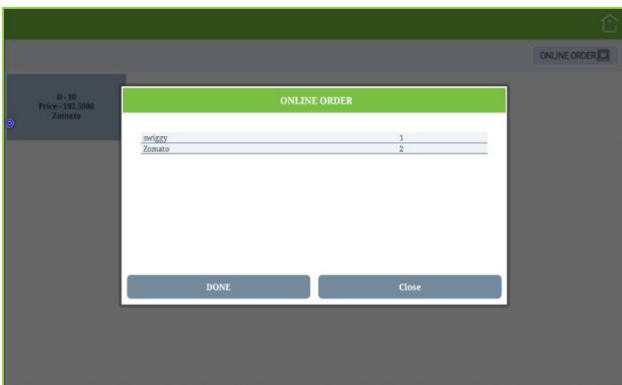 ONLINE ORDER
D - 10
Price - 192.5000
Zomato
ONLINE ORDER
swiggy 1
Zomato 2
DONE Close